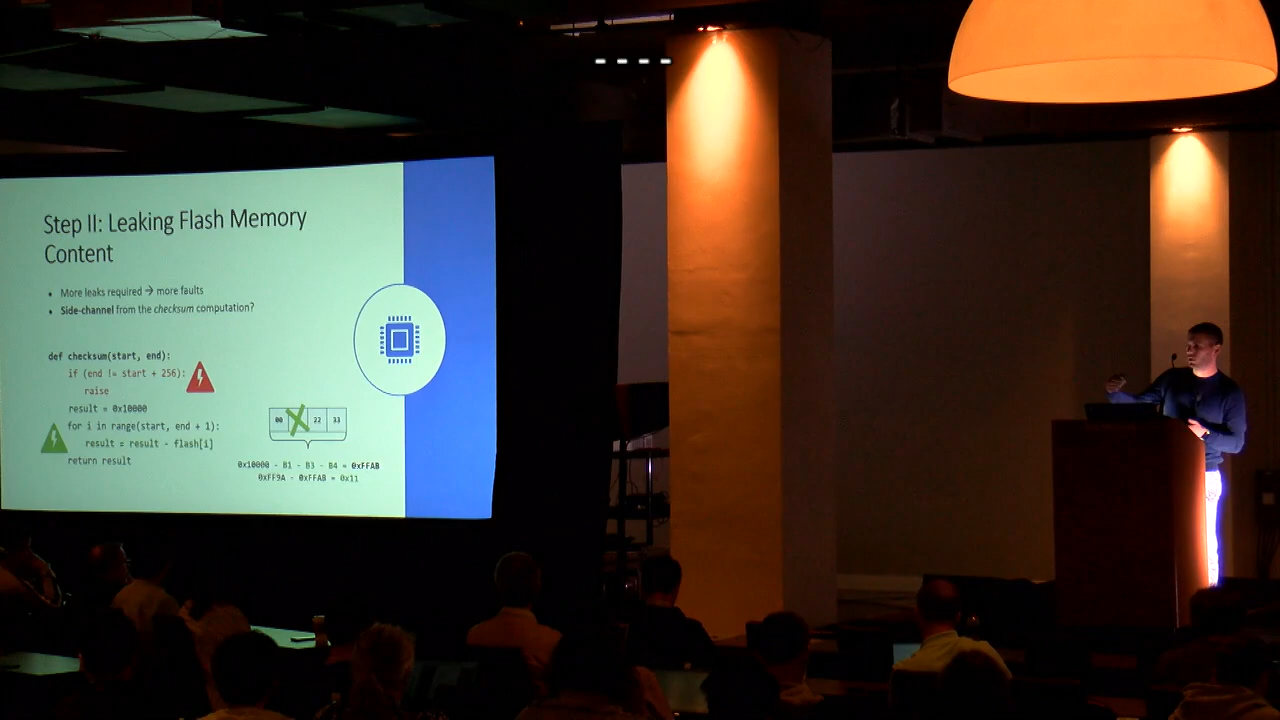 Step II: Leaking Flash Memory
Content
• More leaks required → more faults
• Side-channel from the checksum computation?
def checksum(start, end):
if (end != start + 256):
raise
result = 0x10000
for i in range(start, end + 1):
result = result - flash[i]
return result
00 22 33
0x10000 - B1 - B3 - B4 = 0xFFAB
0xFF9A - 0xFFAB = 0x11